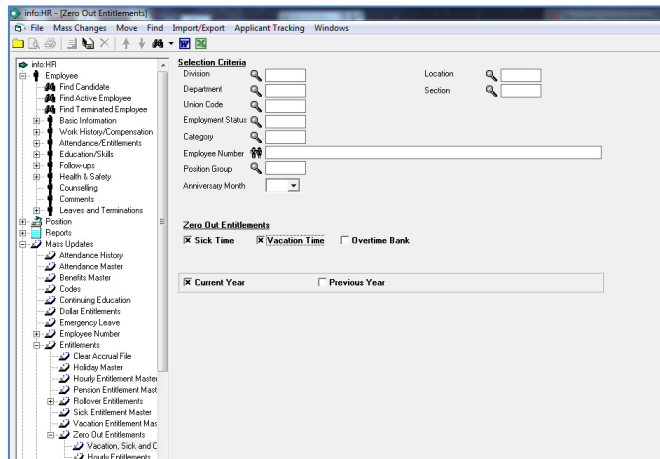 info:HR - [Zero Out Entitlements]
File Mass Changes Move Find Import/Export Applicant Tracking Windows
info:HR
Employee
Find Candidate
Find Active Employee
Find Terminated Employee
Basic Information
Work History/Compensation
Attendance/Entitlements
Education/Skills
Follow-ups
Health & Safety
Counselling
Comments
Leaves and Terminations
Position
Reports
Mass Updates
Attendance History
Attendance Master
Benefits Master
Codes
Continuing Education
Dollar Entitlements
Emergency Leave
Employee Number
Entitlements
Clear Accrual File
Holiday Master
Hourly Entitlement Master
Pension Entitlement Mast
Rollover Entitlements
Sick Entitlement Master
Vacation Entitlement Mas
Zero Out Entitlements
Vacation, Sick and C
Hourly Entitlements
Selection Criteria
Division Location
Department Section
Union Code
Employment Status
Category
Employee Number
Position Group
Anniversary Month
Zero Out Entitlements
Sick Time Vacation Time Overtime Bank
Current Year Previous Year